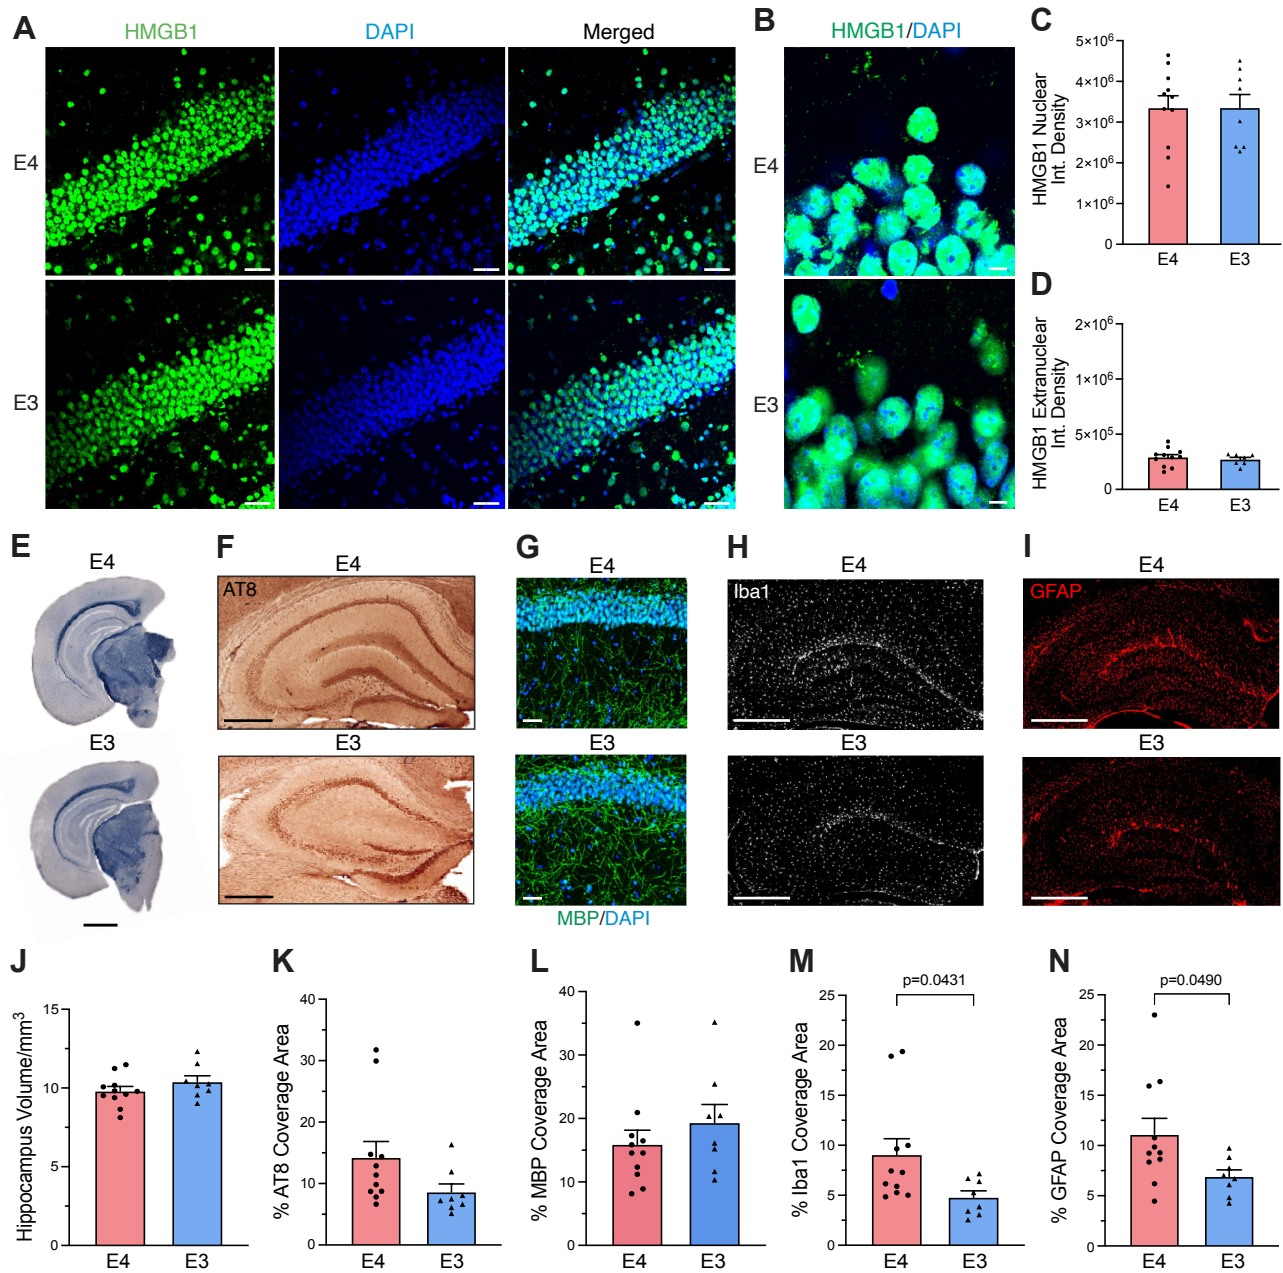 A
HMGB1
DAPI
Merged
E4
E3
B
HMGB1/DAPI
E4
E3
C
HMGB1 Nuclear
Int. Density
5×10⁶
4×10⁶
3×10⁶
2×10⁶
1×10⁶
0
E4
E3
D
HMGB1 Extranuclear
Int. Density
2×10⁶
1×10⁶
5×10⁵
0
E4
E3
E
E4
E3
F
E4
AT8
E3
G
E4
E3
MBP/DAPI
H
E4
Iba1
E3
I
E4
GFAP
E3
J
Hippocampus Volume/mm³
15
10
5
0
E4
E3
K
% AT8 Coverage Area
40
30
20
10
0
E4
E3
L
% MBP Coverage Area
40
30
20
10
0
E4
E3
M
% Iba1 Coverage Area
p=0.0431
25
20
15
10
5
0
E4
E3
N
% GFAP Coverage Area
p=0.0490
25
20
15
10
5
0
E4
E3